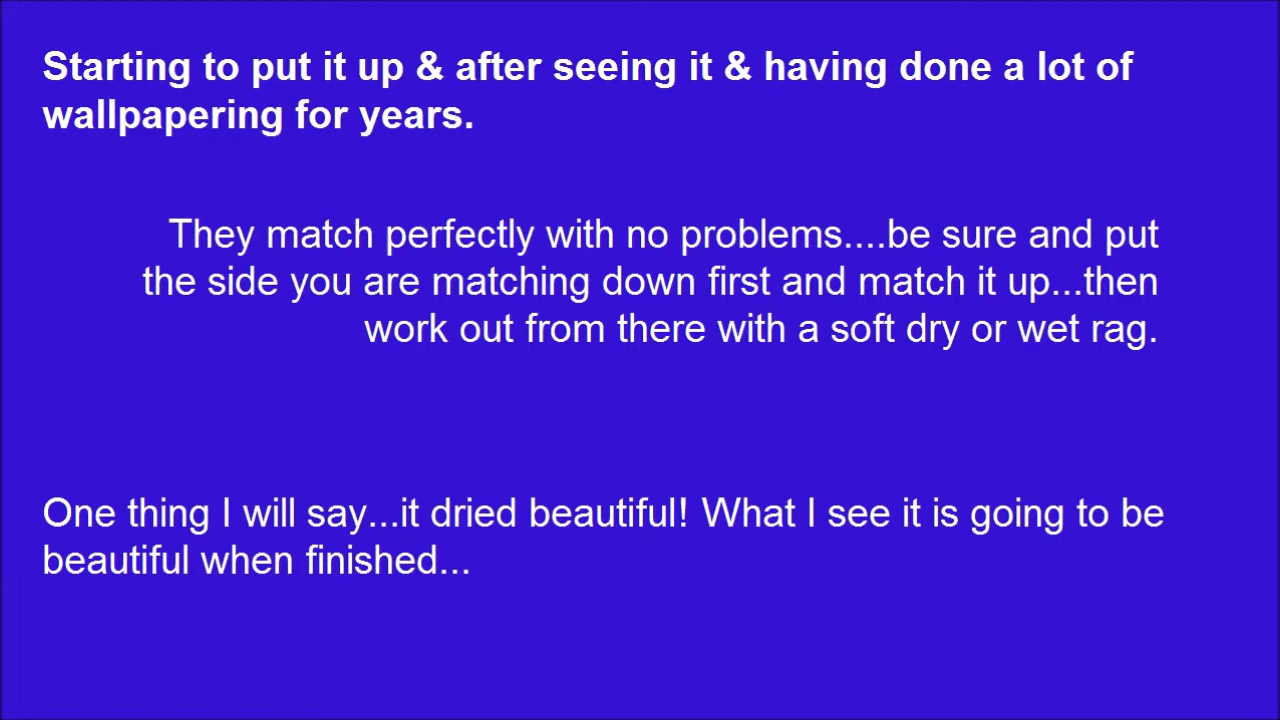 Starting to put it up & after seeing it & having done a lot of
wallpapering for years.
They match perfectly with no problems....be sure and put
the side you are matching down first and match it up...then
work out from there with a soft dry or wet rag.
One thing I will say...it dried beautiful! What I see it is going to be
beautiful when finished...